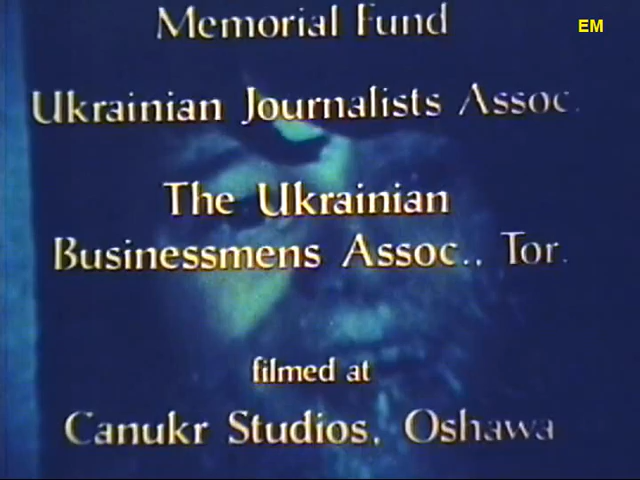 Memorial Fund
EM
Ukrainian Journalists Assoc.
The Ukrainian
Businessmens Assoc.., Tor.
filmed at
Canukr Studios, Oshawa